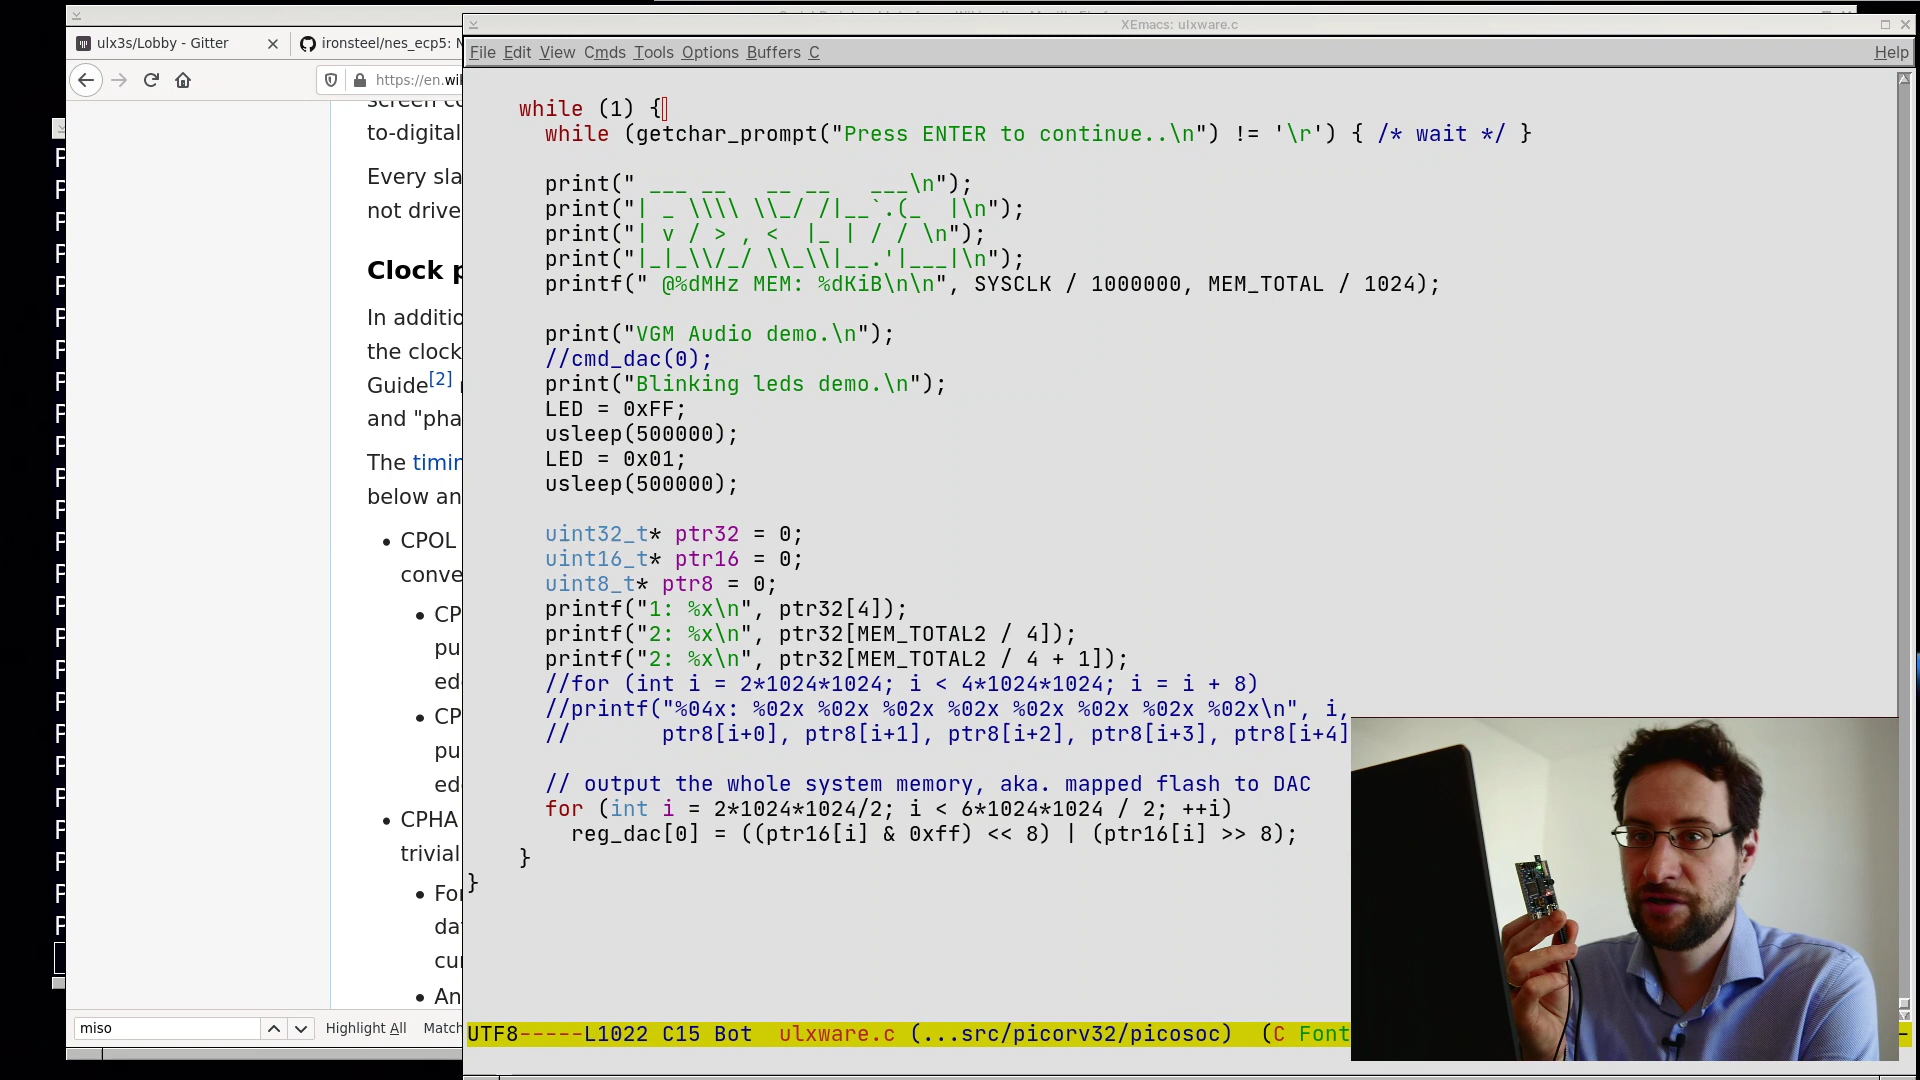 XEmacs: ulxware.c
ulx3s/Lobby - Gitter
ironsteel/nes_ecp5: N
File Edit View Cmds Tools Options Buffers C
Help
https://en.wi
to-digital
Every sla
not drive
Clock p
In additio
the clock
Guide[2]
and "pha
The timin
below an
CPOL
conve
CP
pu
ed
CP
pu
ed
CPHA
trivial
For
dat
cur
An
miso
Highlight All
Match
while (1) {
while (getchar_prompt("Press ENTER to continue..\n") != '\r') { /* wait */ }
print(" ___ __   __ __   ___\n");
print("| _ \\\\ \\_/ /|__`.(_  |\n");
print("| v / > , <  |_ | / / \n");
print("|_|_\\/_/ \\_\\|__.'|___|\n");
printf(" @%dMHz MEM: %dKiB\n\n", SYSCLK / 1000000, MEM_TOTAL / 1024);
print("VGM Audio demo.\n");
//cmd_dac(0);
print("Blinking leds demo.\n");
LED = 0xFF;
usleep(500000);
LED = 0x01;
usleep(500000);
uint32_t* ptr32 = 0;
uint16_t* ptr16 = 0;
uint8_t* ptr8 = 0;
printf("1: %x\n", ptr32[4]);
printf("2: %x\n", ptr32[MEM_TOTAL2 / 4]);
printf("2: %x\n", ptr32[MEM_TOTAL2 / 4 + 1]);
//for (int i = 2*1024*1024; i < 4*1024*1024; i = i + 8)
//printf("%04x: %02x %02x %02x %02x %02x %02x %02x %02x\n", i,
//       ptr8[i+0], ptr8[i+1], ptr8[i+2], ptr8[i+3], ptr8[i+4]
// output the whole system memory, aka. mapped flash to DAC
for (int i = 2*1024*1024/2; i < 6*1024*1024 / 2; ++i)
reg_dac[0] = ((ptr16[i] & 0xff) << 8) | (ptr16[i] >> 8);
}
}
UTF8-----L1022 C15 Bot  ulxware.c (...src/picorv32/picosoc)  (C Font